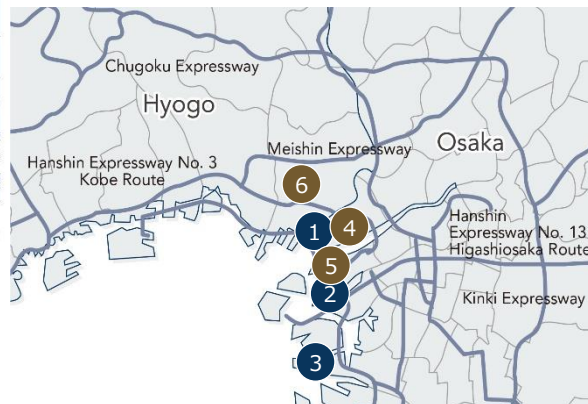 Chugoku Expressway
Hyogo
Meishin Expressway
Osaka
Hanshin Expressway No. 3
Kobe Route
6
1
4
Hanshin
Expressway No. 13
Higashiosaka Route
5
2
Kinki Expressway
3